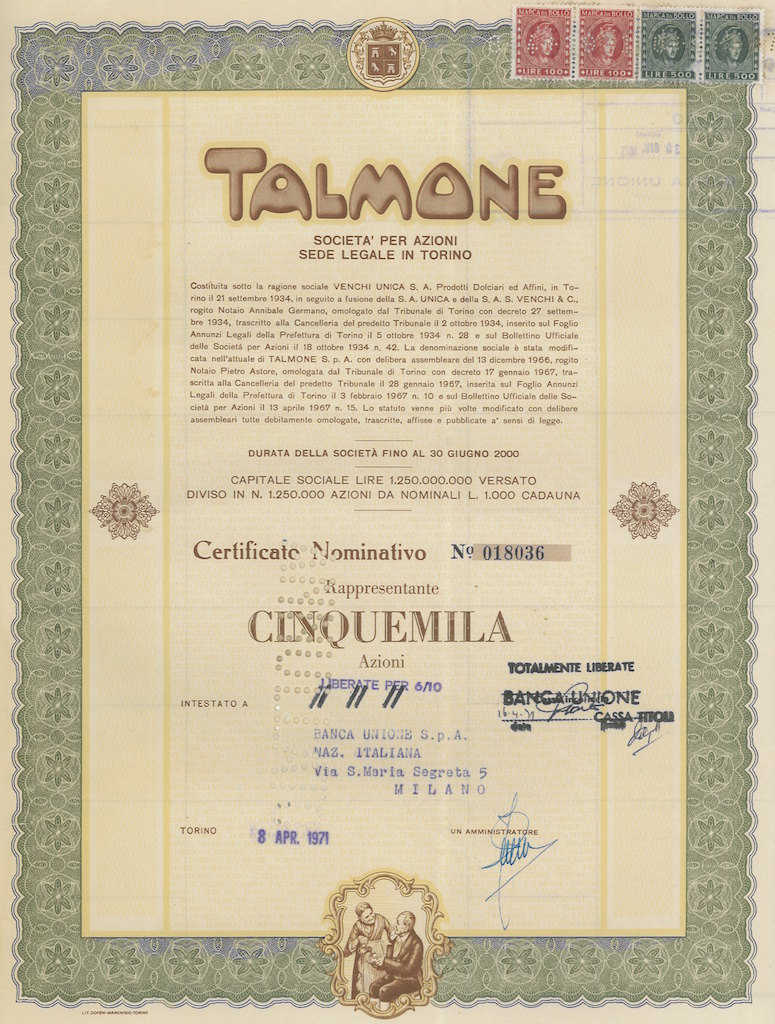 MARCA DA BOLLO MARCA DA BOLLO MARCA DA BOLLO MARCA DA BOLLO
LIRE 100 LIRE 100 LIRE 500 LIRE 500
TALMONE
SOCIETA' PER AZIONI
SEDE LEGALE IN TORINO
Costituita sotto la ragione sociale VENCHI UNICA S. A. Prodotti Dolciari ed Affini, in To-
rino il 21 settembre 1934, in seguito a fusione della S. A. UNICA e della S. A. S. VENCHI & C.,
rogito Notaio Annibale Germano, omologato dal Tribunale di Torino con decreto 27 settem-
bre 1934, trascritto alla Cancelleria del predetto Tribunale il 2 ottobre 1934, inserito sul Foglio
Annunzi Legali della Prefettura di Torino il 5 ottobre 1934 n. 28 e sul Bollettino Ufficiale
delle Societá per Azioni il 18 ottobre 1934 n. 42. La denominazione sociale è stata modifi-
cata nell'attuale di TALMONE S. p. A. con delibera assembleare del 13 dicembre 1966, rogito
Notaio Pietro Astore, omologata dal Tribunale di Torino con decreto 17 gennaio 1967, tra-
scritta alla Cancelleria del predetto Tribunale il 28 gennaio 1967, inserita sul Foglio Annunzi
Legali della Prefettura di Torino il 3 febbraio 1967 n. 10 e sul Bollettino Ufficiale delle So-
cietà per Azioni il 13 aprile 1967 n. 15. Lo statuto venne più volte modificato con delibere
assembleari tutte debitamente omologate, trascritte, affisse e pubblicate a' sensi di legge.
DURATA DELLA SOCIETÀ FINO AL 30 GIUGNO 2000
CAPITALE SOCIALE LIRE 1.250.000.000 VERSATO
DIVISO IN N. 1.250.000 AZIONI DA NOMINALI L. 1.000 CADAUNA
Certificato Nominativo Nº 018036
Rappresentante
CINQUEMILA
Azioni
TOTALMENTE LIBERATE
LIBERATE PER 6/10
BANCA UNIONE
INTESTATO A
CASSA TITOLI
data firma
BANCA UNIONE S.p.A.
NAZ. ITALIANA
Via S.Maria Segreta 5
MILANO
TORINO 8 APR. 1971 UN AMMINISTRATORE
LIT. DOYEN-MARCHISIO-TORINO